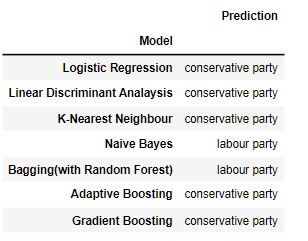 Prediction
Model
Logistic Regression conservative party
Linear Discriminant Analaysis conservative party
K-Nearest Neighbour conservative party
Naive Bayes labour party
Bagging(with Random Forest) labour party
Adaptive Boosting conservative party
Gradient Boosting conservative party